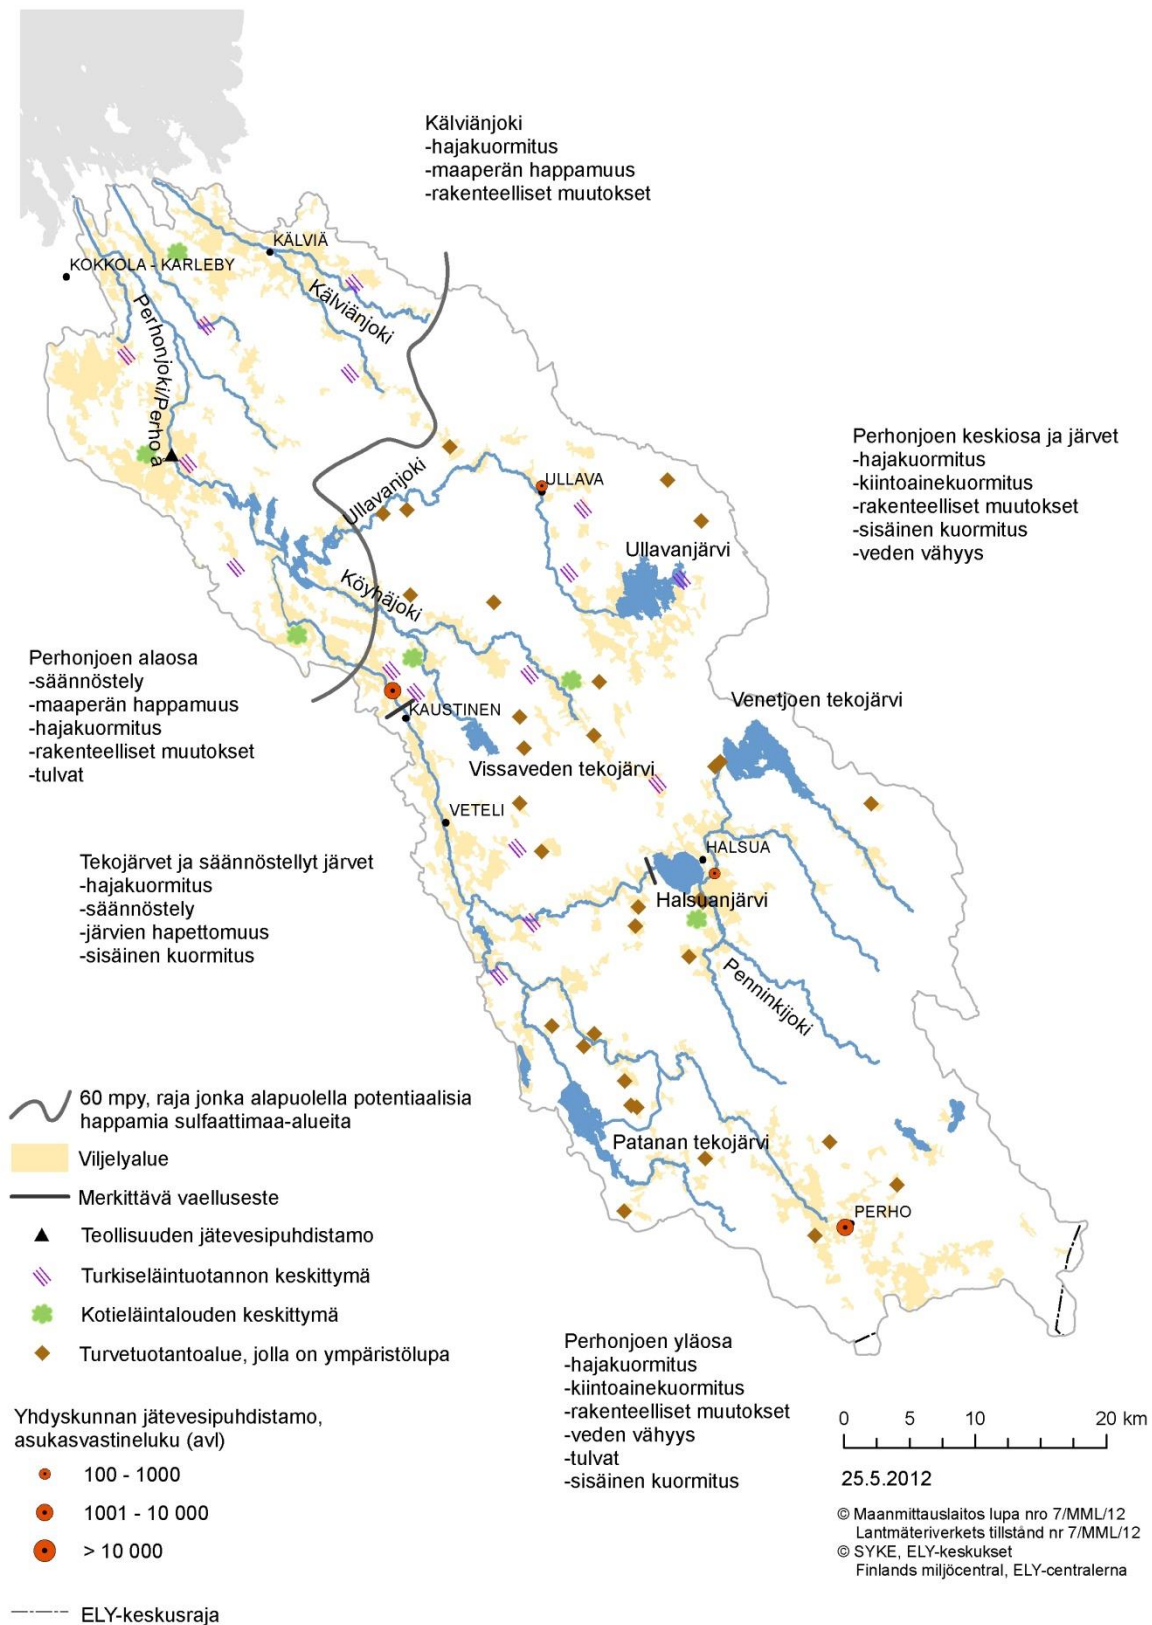 Kälviänjoki
-hajakuormitus
-maaperän happamuus
-rakenteelliset muutokset
KÄLVIÄ
KOKKOLA - KARLEBY
Kälviänjoki
Perhonjoki/Perho å
Perhonjoen keskiosa ja järvet
-hajakuormitus
-kiintoainekuormitus
-rakenteelliset muutokset
-sisäinen kuormitus
-veden vähyys
Ullavanjoki
ULLAVA
Ullavanjärvi
Köyhäjoki
Perhonjoen alaosa
-säännöstely
-maaperän happamuus
-hajakuormitus
-rakenteelliset muutokset
-tulvat
Venetjoen tekojärvi
KAUSTINEN
Vissaveden tekojärvi
VETELI
HALSUA
Tekojärvet ja säännöstellyt järvet
-hajakuormitus
-säännöstely
-järvien hapettomuus
-sisäinen kuormitus
Halsuanjärvi
Penninkijoki
60 mpy, raja jonka alapuolella potentiaalisia
happamia sulfaattimaa-alueita
Viljelyalue
Merkittävä vaelluseste
Teollisuuden jätevesipuhdistamo
Turkiseläintuotannon keskittymä
Kotieläintalouden keskittymä
Turvetuotantoalue, jolla on ympäristölupa
Patanan tekojärvi
PERHO
Perhonjoen yläosa
-hajakuormitus
-kiintoainekuormitus
-rakenteelliset muutokset
-veden vähyys
-tulvat
-sisäinen kuormitus
Yhdyskunnan jätevesipuhdistamo,
asukasvastineluku (avl)
100 - 1000
1001 - 10 000
> 10 000
ELY-keskusraja
0 5 10 20 km
25.5.2012
© Maanmittauslaitos lupa nro 7/MML/12
Lantmäteriverkets tillstånd nr 7/MML/12
© SYKE, ELY-keskukset
Finlands miljöcentral, ELY-centralerna